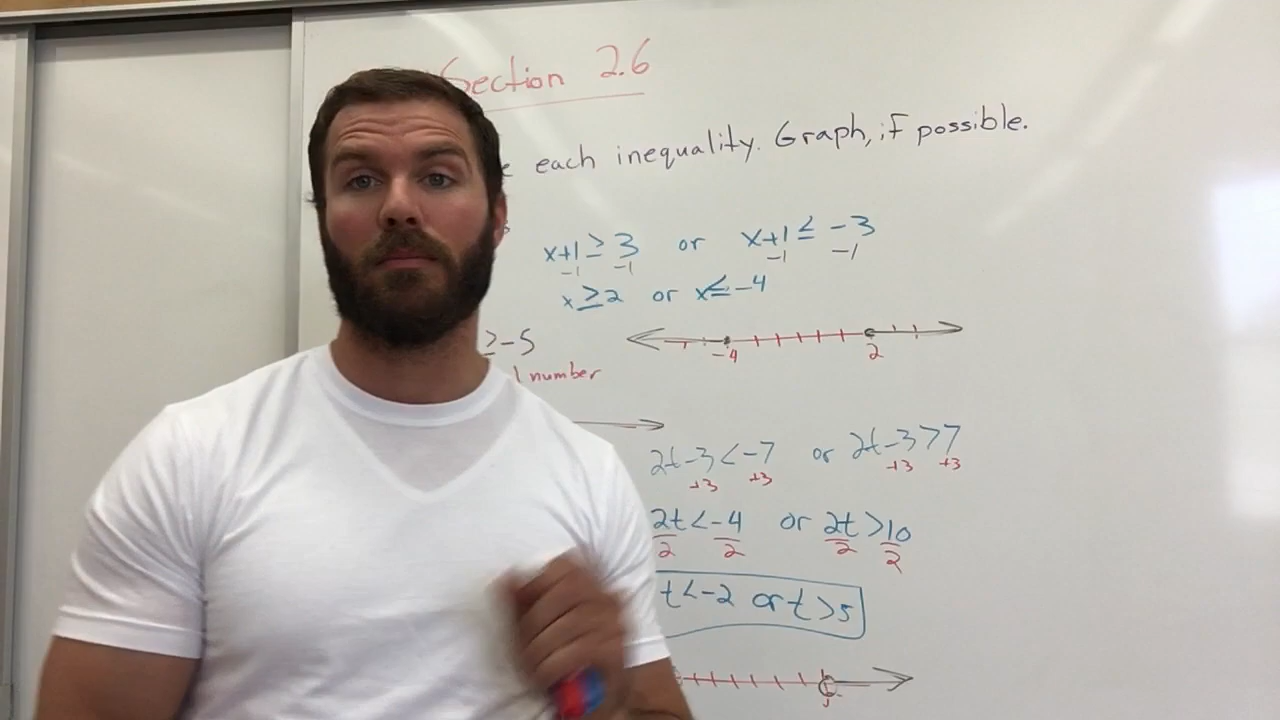 Section 2.6
each inequality. Graph, if possible.
x+1 ≥ 3 or x+1 ≤ -3
-1 -1 -1 -1
x ≥ 2 or x ≤ -4
≥ -5
-4 2
number
2t-3 < -7 or 2t-3 > 7
+3 +3 +3 +3
2t < -4 or 2t > 10
2 2 2 2
t < -2 or t > 5